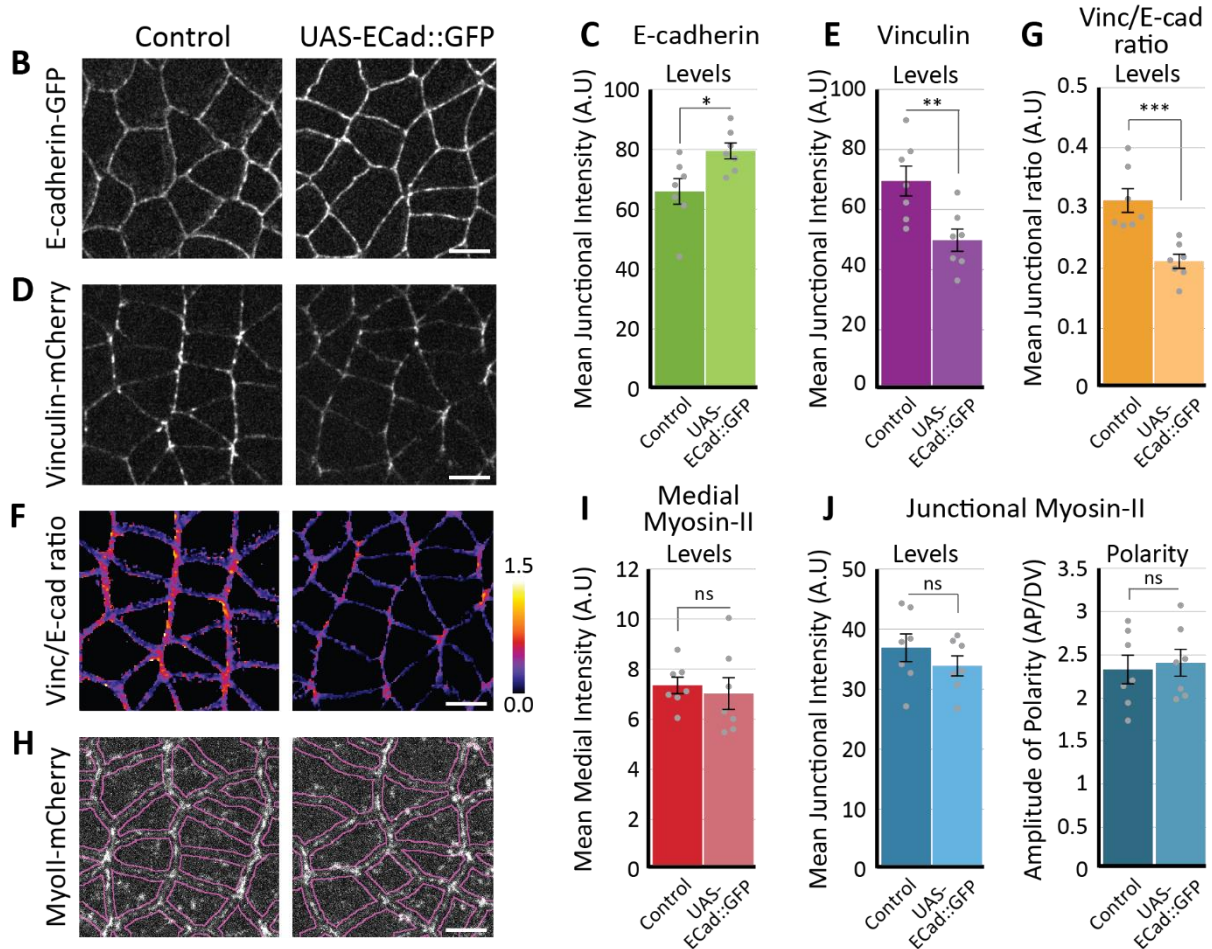 Control
UAS-ECad::GFP
B
E-cadherin-GFP
D
Vinculin-mCherry
F
Vinc/E-cad ratio
1.5
0.0
H
MyoII-mCherry
C E-cadherin
Levels
Mean Junctional Intensity (A.U)
100
80
60
40
20
0
*
Control
UAS-
ECad::GFP
E Vinculin
Levels
Mean Junctional Intensity (A.U)
100
80
60
40
20
0
**
Control
UAS-
ECad::GFP
G Vinc/E-cad
ratio
Levels
Mean Junctional ratio (A.U)
0.5
0.4
0.3
0.2
0.1
0
***
Control
UAS-
ECad::GFP
I Medial
Myosin-II
Levels
Mean Medial Intensity (A.U)
12
10
8
6
4
2
0
ns
Control
UAS-
ECad::GFP
J Junctional Myosin-II
Levels
Mean Junctional Intensity (A.U)
50
40
30
20
10
0
ns
Control
UAS-
ECad::GFP
Polarity
Amplitude of Polarity (AP/DV)
3.5
3
2.5
2
1.5
1
0.5
0
ns
Control
UAS-
ECad::GFP